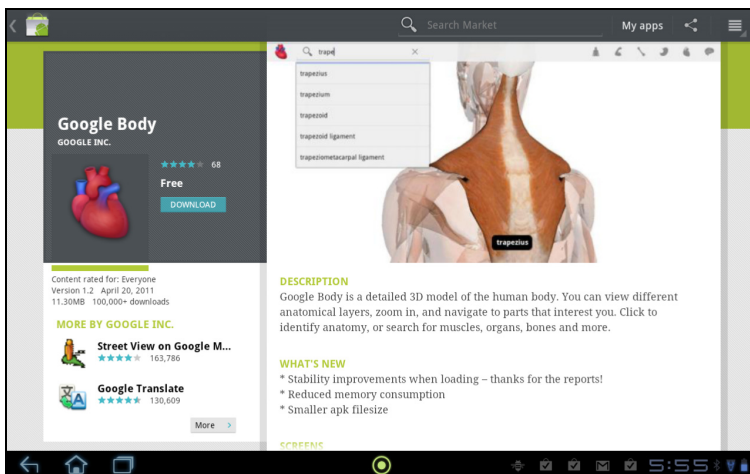 Search Market
My apps
Google Body
GOOGLE INC.
68
Free
DOWNLOAD
Content rated for: Everyone
Version 1.2 April 20, 2011
11.30MB 100,000+ downloads
MORE BY GOOGLE INC.
Street View on Google M...
163,786
Google Translate
130,609
More
trape
trapezius
trapezium
trapezoid
trapezoid ligament
trapeziometacarpal ligament
trapezius
DESCRIPTION
Google Body is a detailed 3D model of the human body. You can view different
anatomical layers, zoom in, and navigate to parts that interest you. Click to
identify anatomy, or search for muscles, organs, bones and more.
WHAT'S NEW
* Stability improvements when loading – thanks for the reports!
* Reduced memory consumption
* Smaller apk filesize
SCREENS
5:55